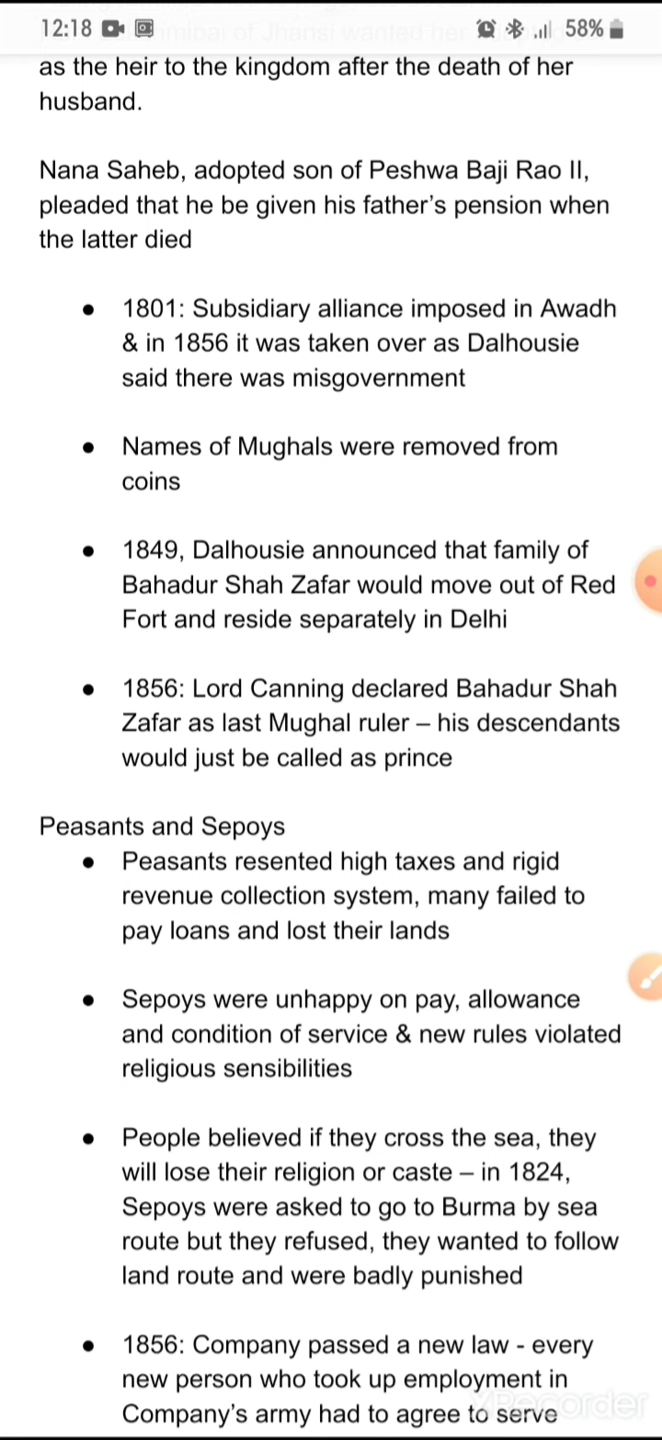 12:18 58%
imibai of Jhansi wanted her
as the heir to the kingdom after the death of her
husband.
Nana Saheb, adopted son of Peshwa Baji Rao II,
pleaded that he be given his father's pension when
the latter died
● 1801: Subsidiary alliance imposed in Awadh
& in 1856 it was taken over as Dalhousie
said there was misgovernment
● Names of Mughals were removed from
coins
● 1849, Dalhousie announced that family of
Bahadur Shah Zafar would move out of Red
Fort and reside separately in Delhi
● 1856: Lord Canning declared Bahadur Shah
Zafar as last Mughal ruler – his descendants
would just be called as prince
Peasants and Sepoys
● Peasants resented high taxes and rigid
revenue collection system, many failed to
pay loans and lost their lands
● Sepoys were unhappy on pay, allowance
and condition of service & new rules violated
religious sensibilities
● People believed if they cross the sea, they
will lose their religion or caste – in 1824,
Sepoys were asked to go to Burma by sea
route but they refused, they wanted to follow
land route and were badly punished
● 1856: Company passed a new law - every
new person who took up employment in
Company's army had to agree to serve
XRecorder